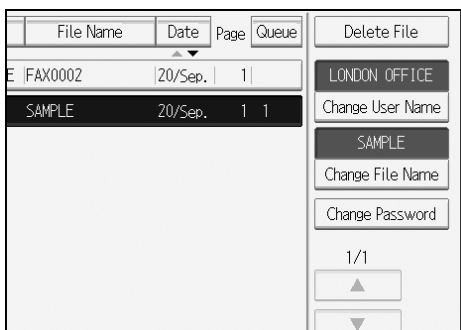 File Name Date Page Queue
E FAX0002 20/Sep. 1
SAMPLE 20/Sep. 1 1
Delete File
LONDON OFFICE
Change User Name
SAMPLE
Change File Name
Change Password
1/1